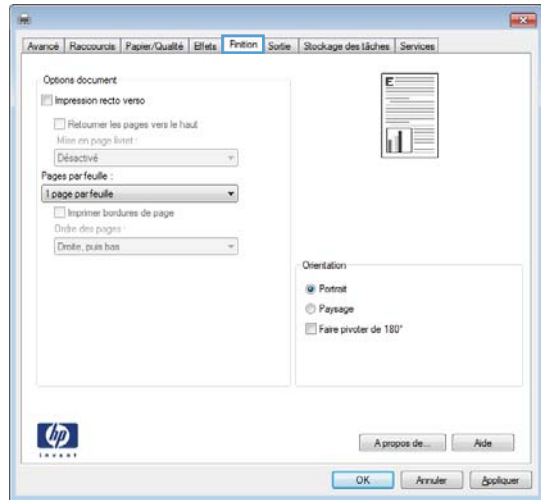 Avancé Raccourcis Papier/Qualité Effets Finition Sortie Stockage des tâches Services
Options document
Impression recto verso
Retourner les pages vers le haut
Mise en page livret :
Désactivé
Pages par feuille :
1 page par feuille
Imprimer bordures de page
Ordre des pages :
Droite, puis bas
E
Orientation
Portrait
Paysage
Faire pivoter de 180°
hp
invent
A propos de...
Aide
OK
Annuler
Appliquer